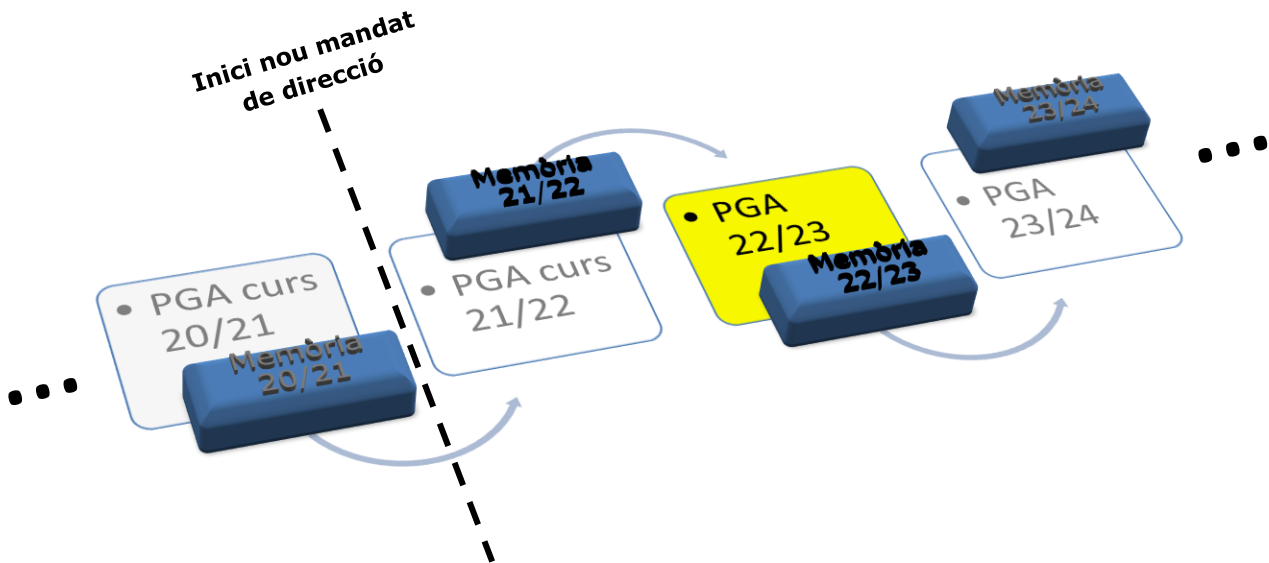 Inici nou mandat
de direcció
• PGA curs
20/21
Memòria
20/21
• PGA curs
21/22
Memòria
21/22
• PGA
22/23
Memòria
22/23
• PGA
23/24
Memòria
23/24